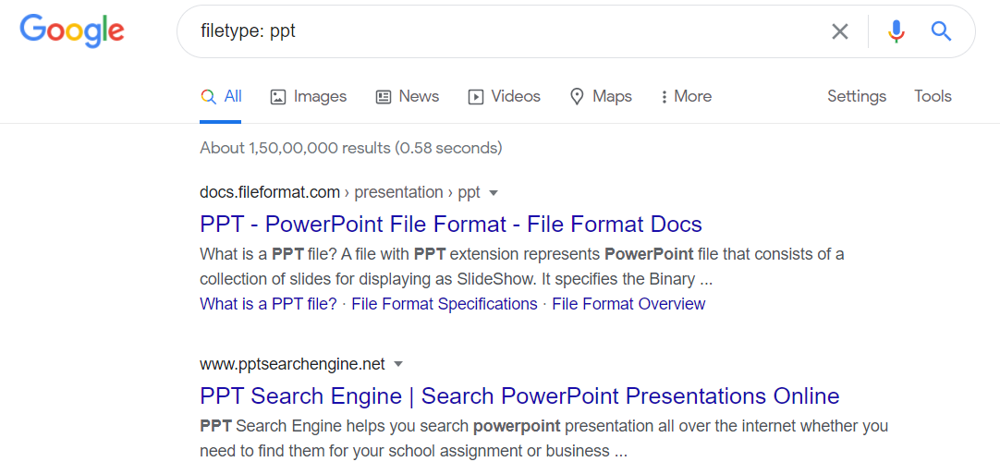 Google
filetype: ppt
All Images News Videos Maps More Settings Tools
About 1,50,00,000 results (0.58 seconds)
docs.fileformat.com › presentation › ppt
PPT - PowerPoint File Format - File Format Docs
What is a PPT file? A file with PPT extension represents PowerPoint file that consists of a
collection of slides for displaying as SlideShow. It specifies the Binary ...
What is a PPT file? · File Format Specifications · File Format Overview
www.pptsearchengine.net
PPT Search Engine | Search PowerPoint Presentations Online
PPT Search Engine helps you search powerpoint presentation all over the internet whether you
need to find them for your school assignment or business ...